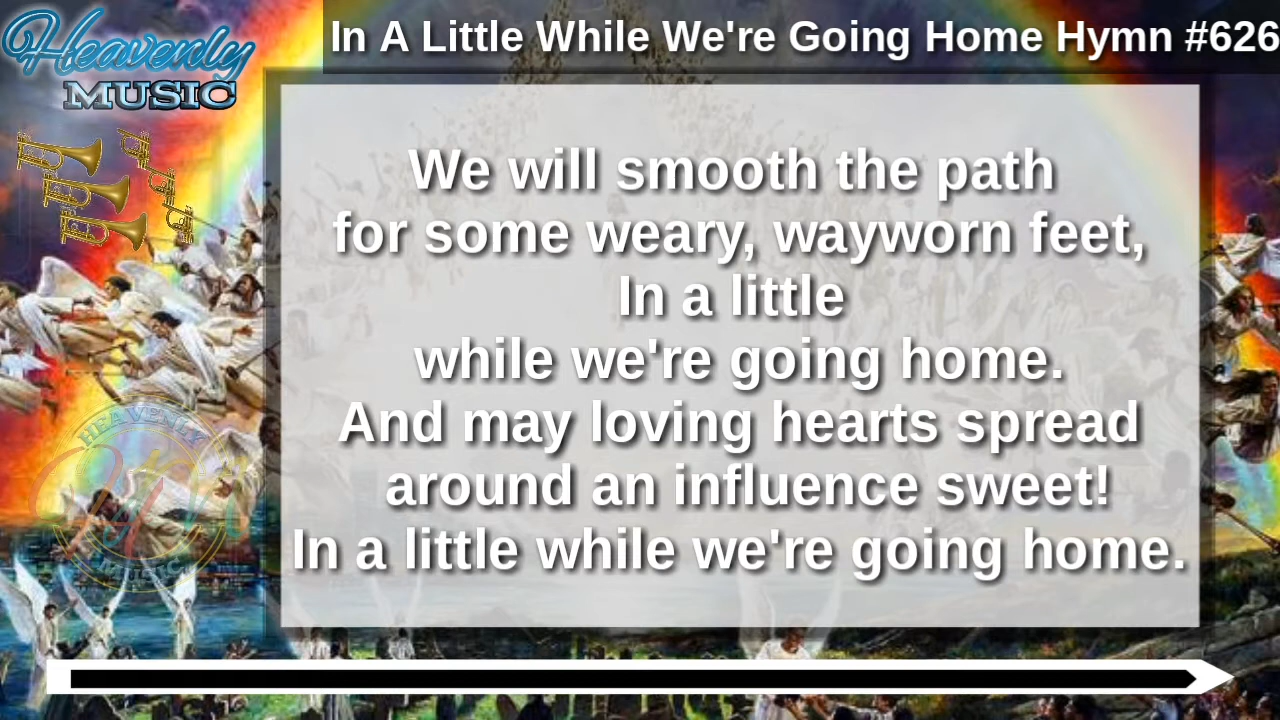 Heavenly
MUSIC
In A Little While We're Going Home Hymn #626
We will smooth the path
for some weary, wayworn feet,
In a little
while we're going home.
And may loving hearts spread
around an influence sweet!
In a little while we're going home.
HEAVENLY
MUSIC